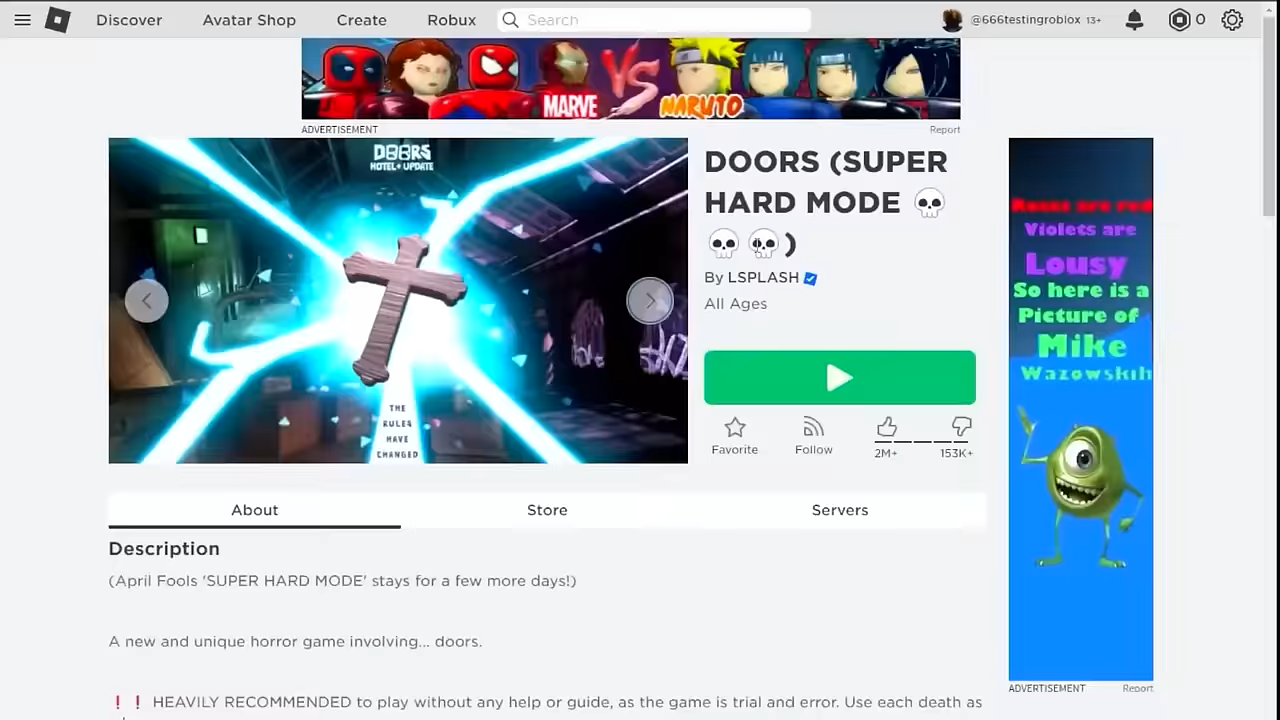 Discover Avatar Shop Create Robux Search @666testingroblox 13+ 0
VS
MARVE
NARUTO
ADVERTISEMENT Report
DOORS
HOTEL+ UPDATE
THE
RULES
HAVE
CHANGED
DOORS (SUPER
HARD MODE 💀
💀 💀 )
By LSPLASH
All Ages
Favorite Follow 2M+ 153K+
Roses are red
Violets are
Lousy
So here is a
Picture of
Mike
Wazowskih
ADVERTISEMENT Report
About Store Servers
Description
(April Fools 'SUPER HARD MODE' stays for a few more days!)
A new and unique horror game involving... doors.
❗❗ HEAVILY RECOMMENDED to play without any help or guide, as the game is trial and error. Use each death as